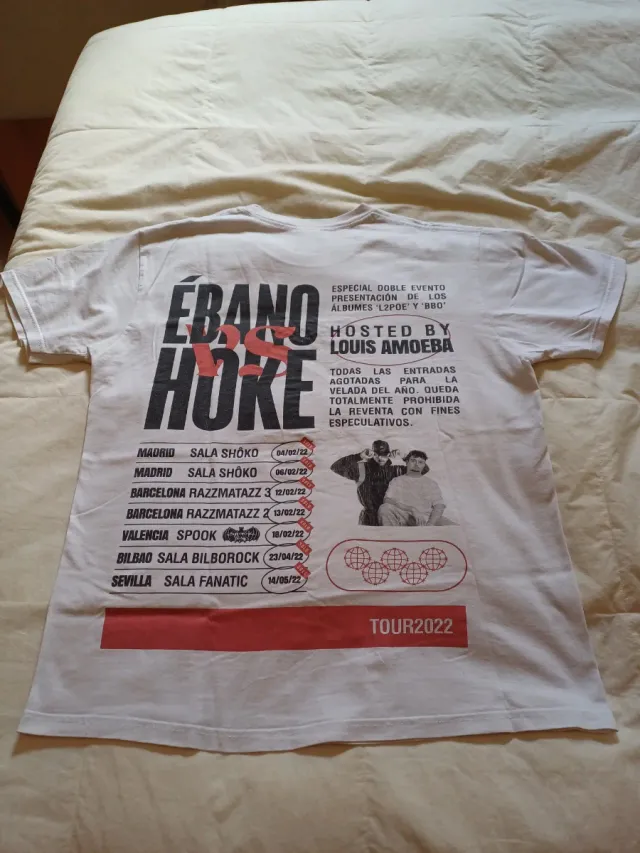 ÉBANO
vs
HOKE
ESPECIAL DOBLE EVENTO
PRESENTACIÓN DE LOS
ÁLBUMES 'L2POE' Y 'BBO'
HOSTED BY
LOUIS AMOEBA
TODAS LAS ENTRADAS
AGOTADAS PARA LA
VELADA DEL AÑO. QUEDA
TOTALMENTE PROHIBIDA
LA REVENTA CON FINES
ESPECULATIVOS.
MADRID SALA SHÔKO 04/02/22
MADRID SALA SHÔKO 06/02/22
BARCELONA RAZZMATAZZ 3 12/02/22
BARCELONA RAZZMATAZZ 2 13/02/22
VALENCIA SPOOK 18/02/22
BILBAO SALA BILBOROCK 23/04/22
SEVILLA SALA FANATIC 14/05/22
TOUR2022